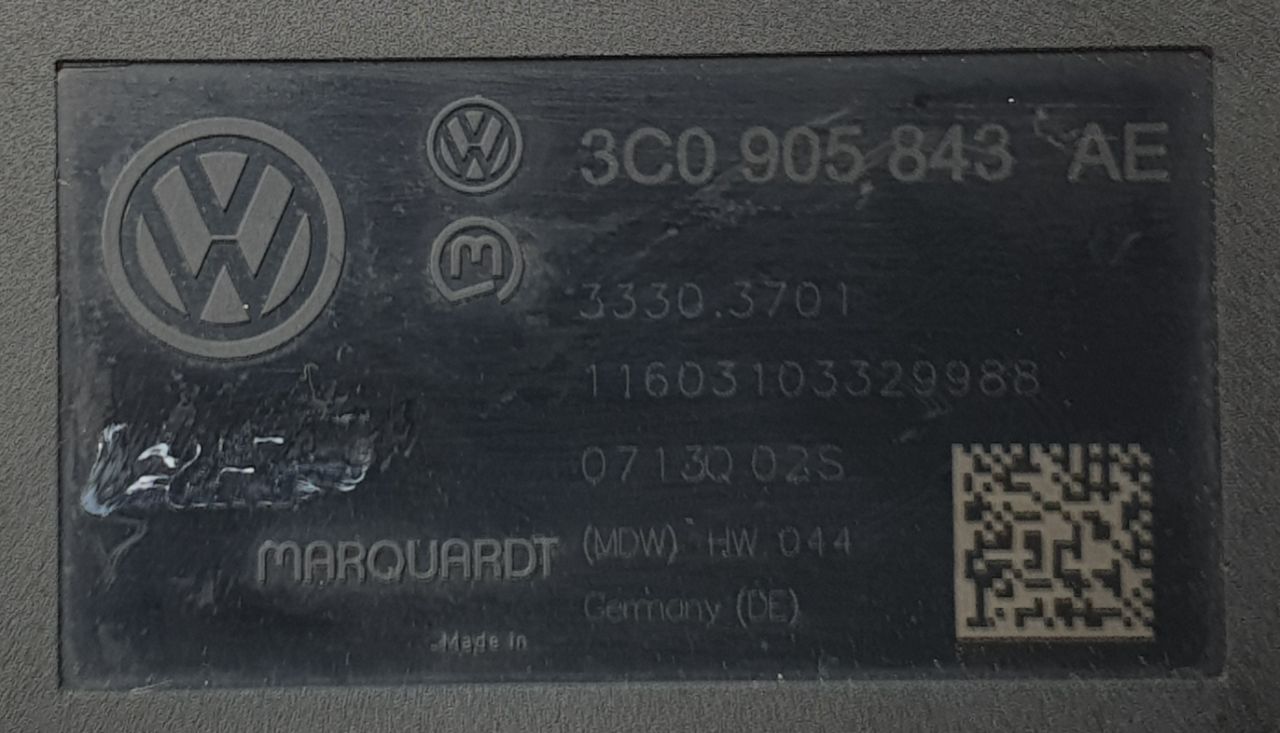 3C0 905 843 AE
3330.3701
11603103329988
0713Q 02S
MARQUARDT (MDW) HW 044
Made in Germany (DE)